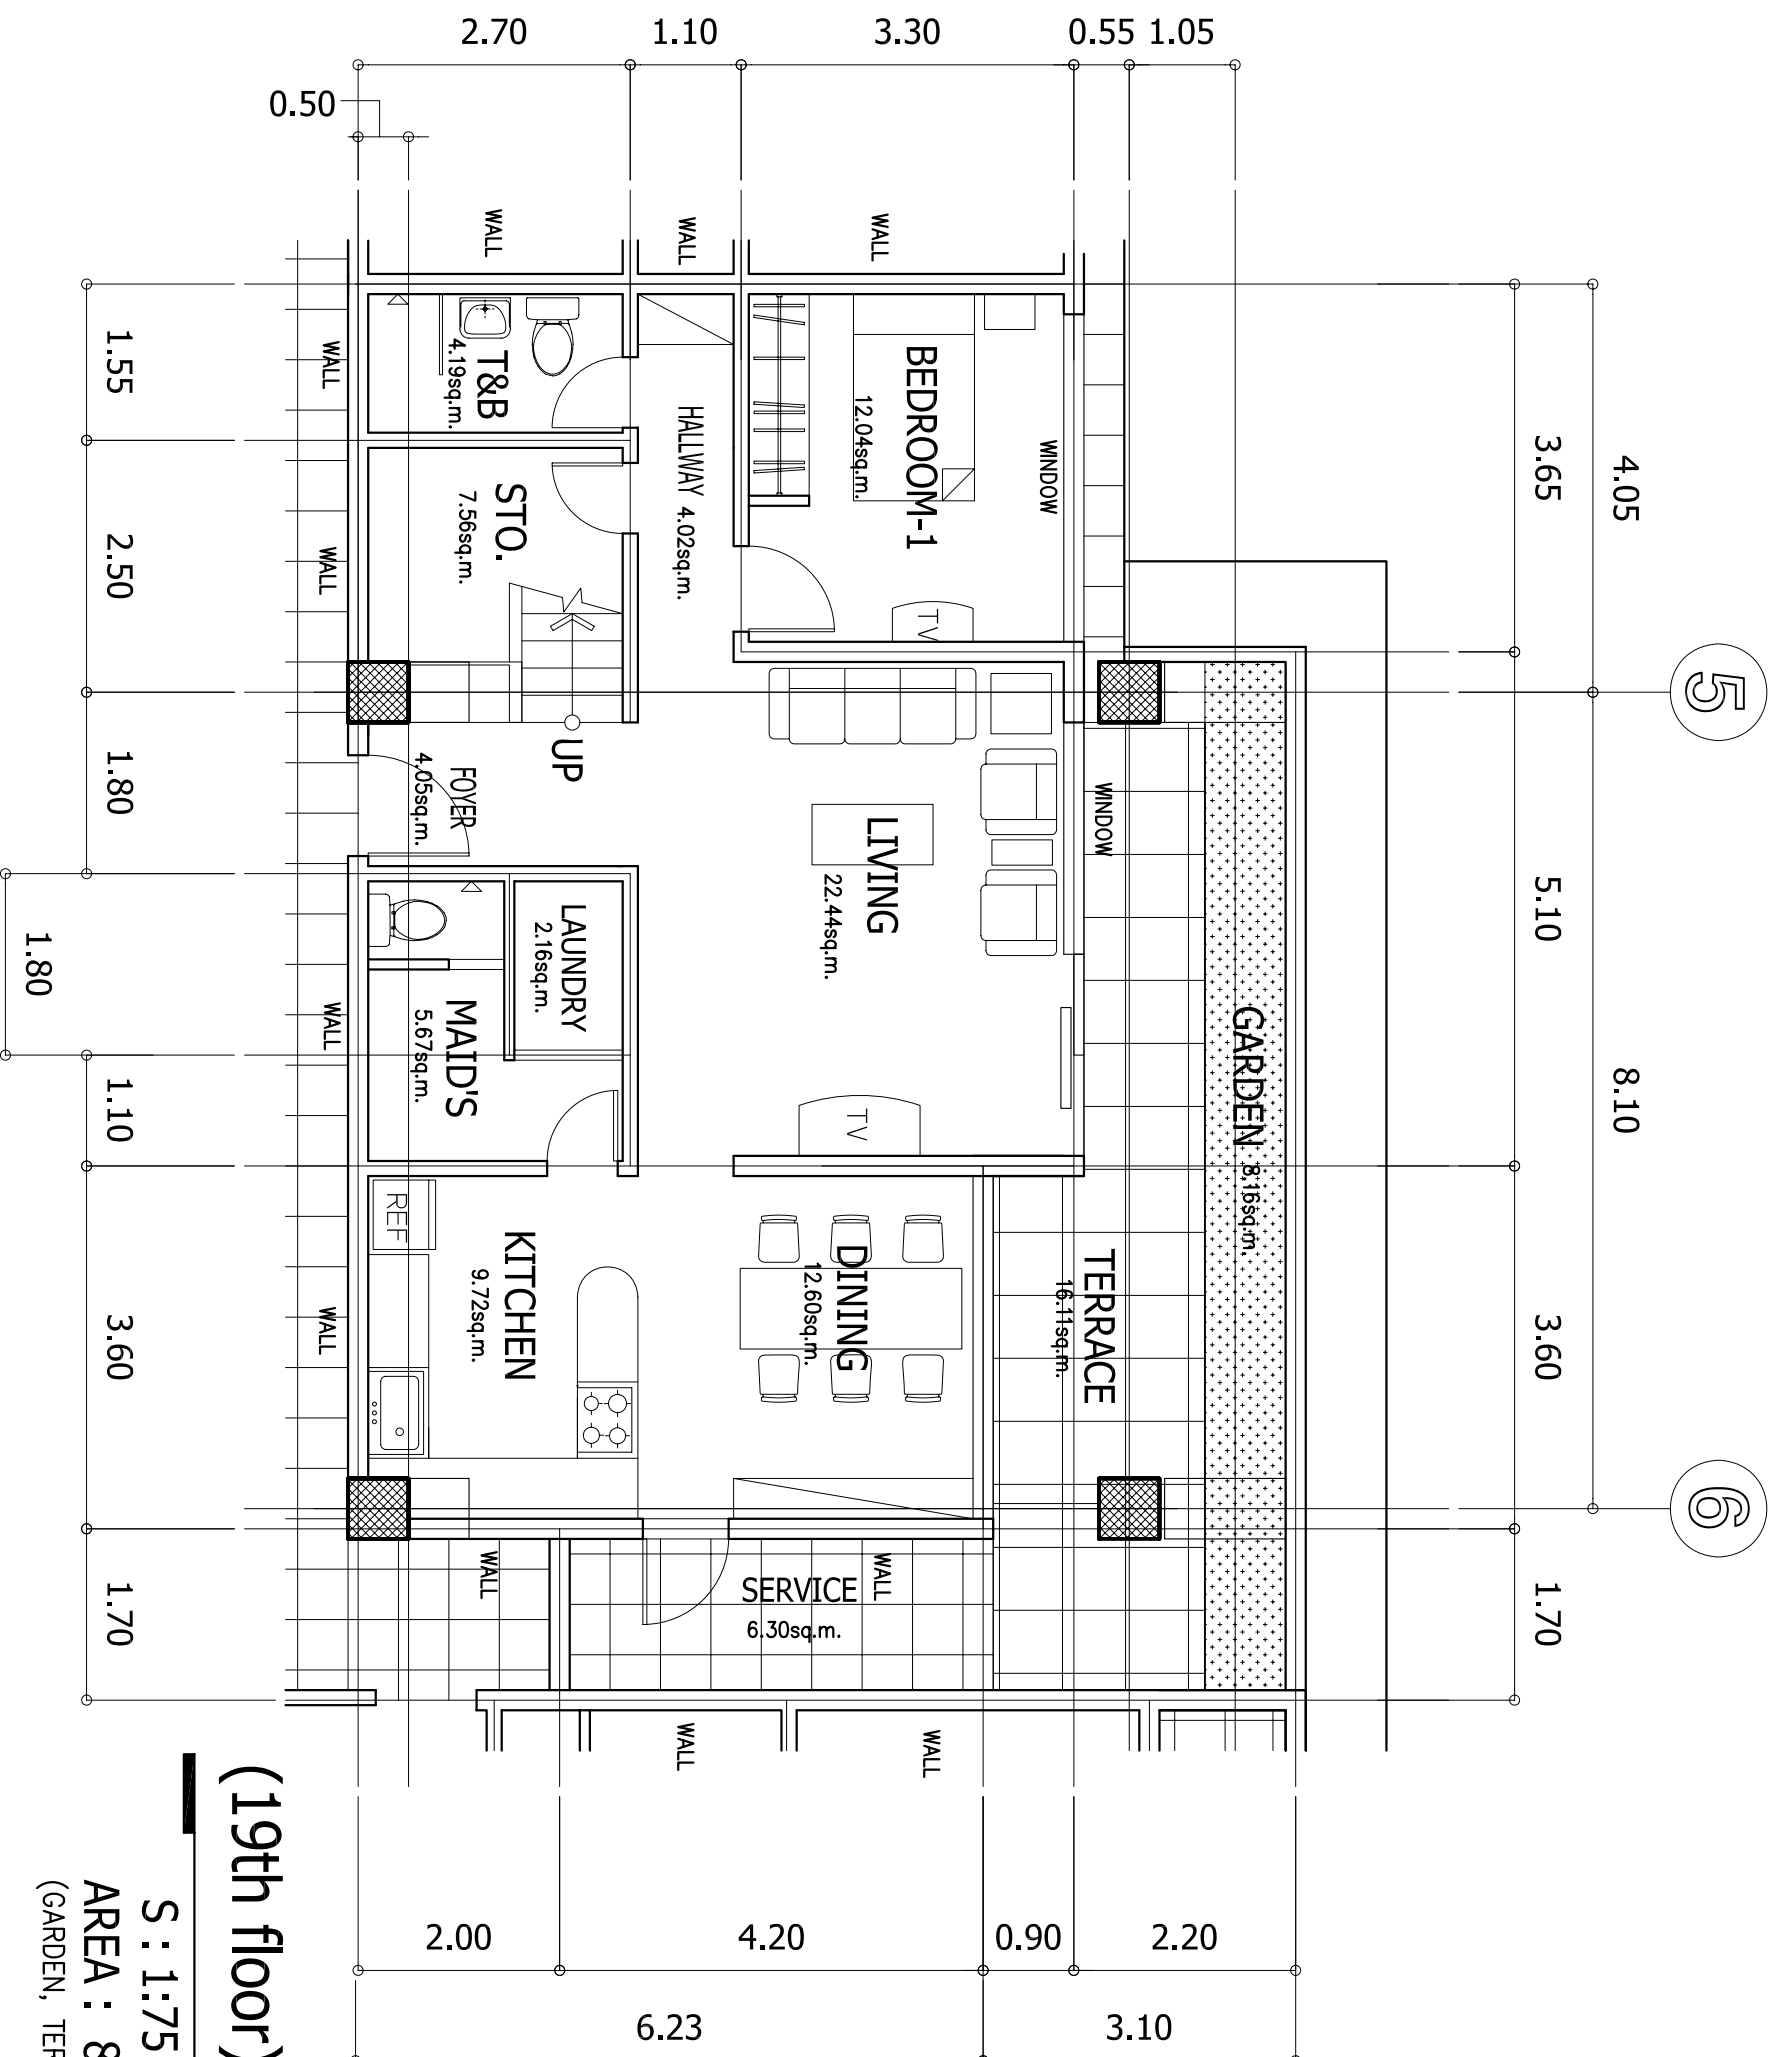 2.70
1.10
3.30
0.55
1.05
0.50
WALL
WALL
WALL
1.55
2.50
1.80
1.80
1.10
3.60
1.70
4.05
3.65
5.10
8.10
3.60
1.70
5
6
WALL
WALL
WALL
WALL
T&B
4.19sq.m.
STO.
7.56sq.m.
HALLWAY 4.02sq.m.
BEDROOM-1
12.04sq.m.
WINDOW
TV
UP
FOYER
4.05sq.m.
LIVING
22.44sq.m.
WINDOW
LAUNDRY
2.16sq.m.
MAID'S
5.67sq.m.
TV
GARDEN 8.16sq.m.
REF
KITCHEN
9.72sq.m.
DINING
12.60sq.m.
TERRACE
16.11sq.m.
WALL
WALL
SERVICE
6.30sq.m.
WALL
WALL
2.00
4.20
0.90
2.20
6.23
3.10
(19th floor)
S : 1:75
AREA : 8
(GARDEN, TER